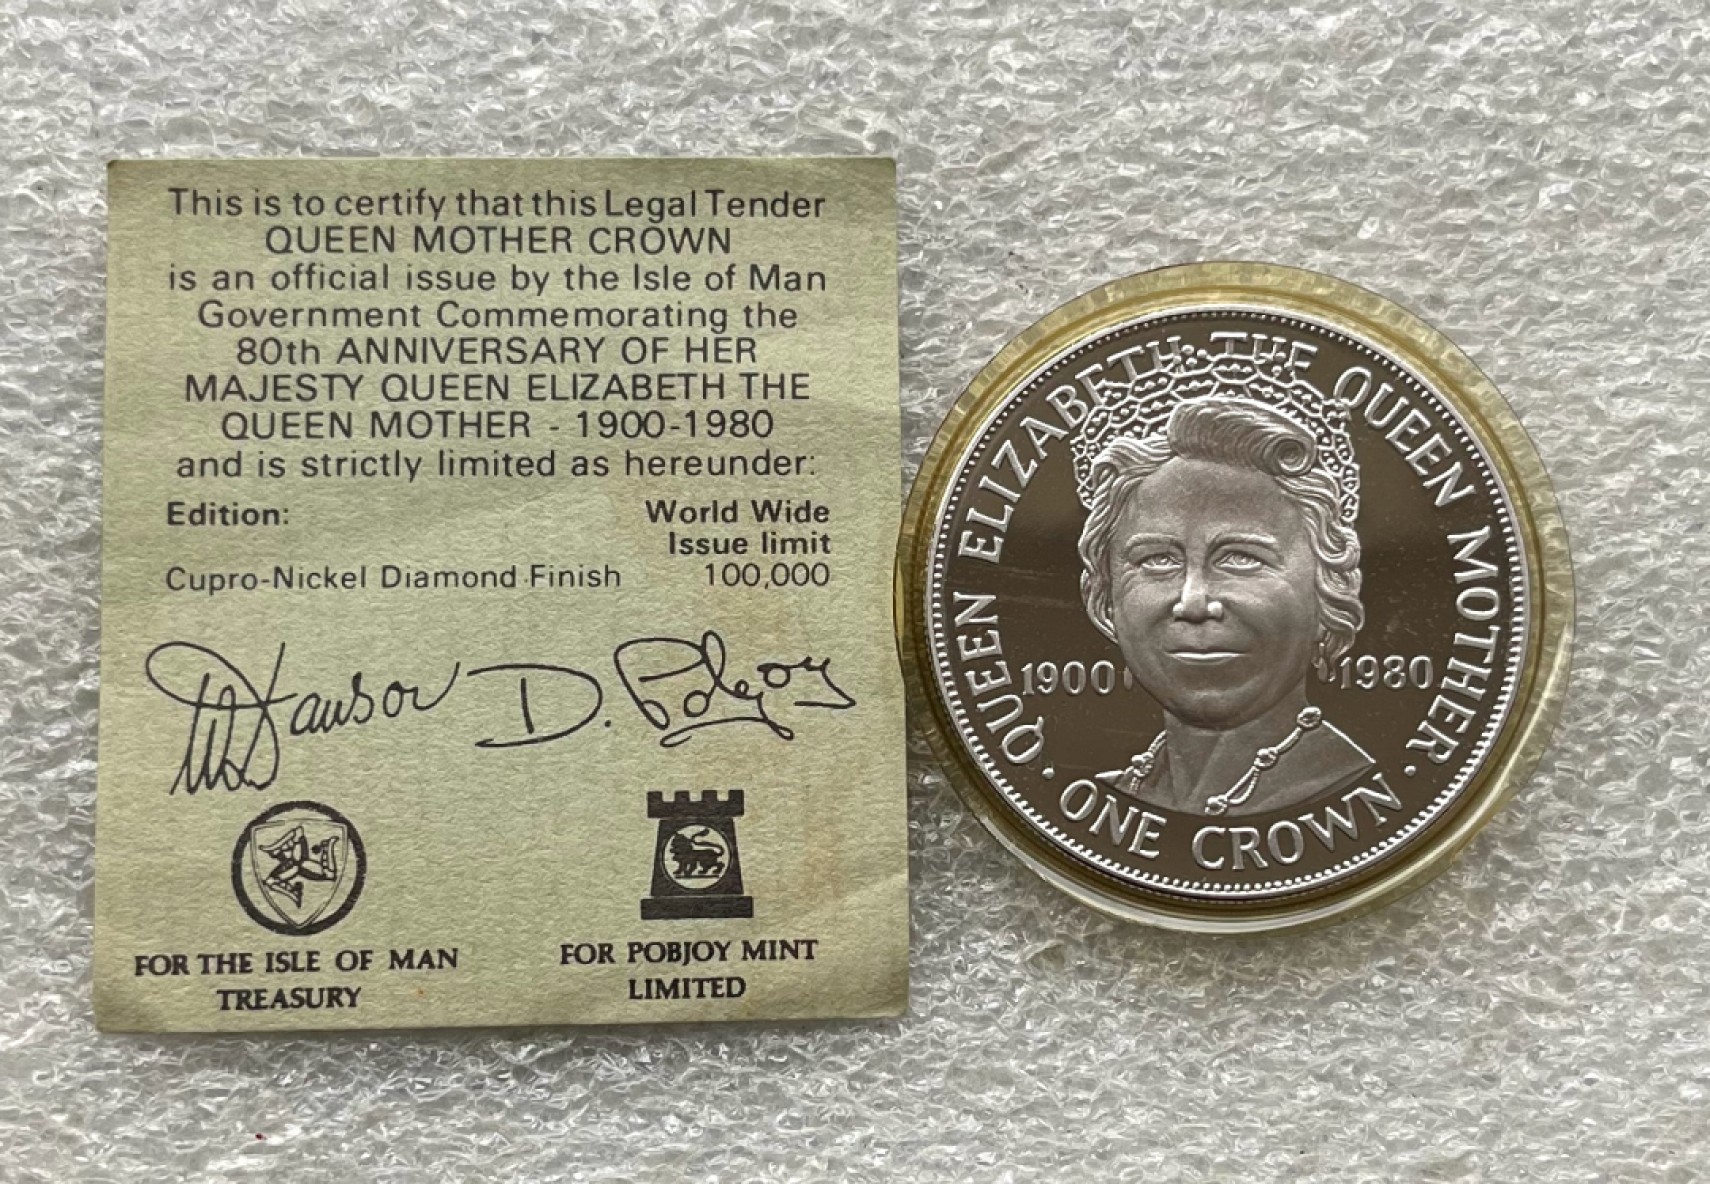 This is to certify that this Legal Tender
QUEEN MOTHER CROWN
is an official issue by the Isle of Man
Government Commemorating the
80th ANNIVERSARY OF HER
MAJESTY QUEEN ELIZABETH THE
QUEEN MOTHER - 1900-1980
and is strictly limited as hereunder:
Edition: World Wide
Issue limit
Cupro-Nickel Diamond Finish 100,000
D. Pobjoy
FOR THE ISLE OF MAN
TREASURY
FOR POBJOY MINT
LIMITED
QUEEN ELIZABETH THE QUEEN MOTHER
1900 1980
· ONE CROWN ·